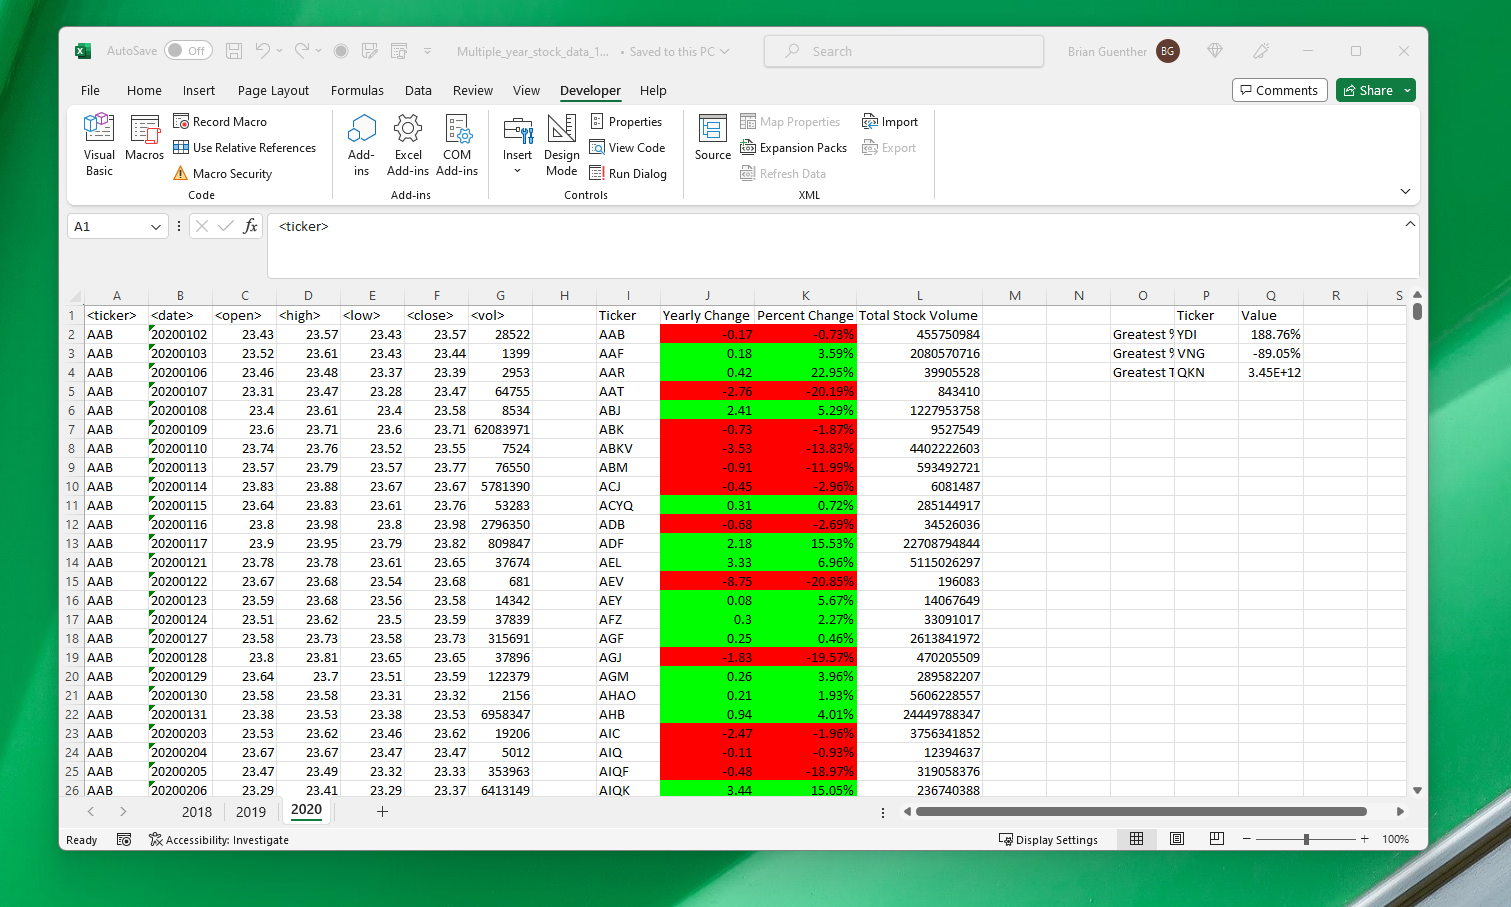 AutoSave Off Multiple_year_stock_data_1... • Saved to this PC Search Brian Guenther BG
File Home Insert Page Layout Formulas Data Review View Developer Help Comments Share
Visual Basic Macros Record Macro Use Relative References Macro Security Code
Add-ins Excel Add-ins COM Add-ins Add-ins
Insert Design Mode Properties View Code Run Dialog Controls
Source Map Properties Expansion Packs Refresh Data Import Export XML
A1 fx <ticker>
A B C D E F G H I J K L M N O P Q R S
1 <ticker> <date> <open> <high> <low> <close> <vol> Ticker Yearly Change Percent Change Total Stock Volume Ticker Value
2 AAB 20200102 23.43 23.57 23.43 23.57 28522 AAB -0.17 -0.73% 455750984 Greatest % YDI 188.76%
3 AAB 20200103 23.52 23.61 23.43 23.44 1399 AAF 0.18 3.59% 2080570716 Greatest % VNG -89.05%
4 AAB 20200106 23.46 23.48 23.37 23.39 2953 AAR 0.42 22.95% 39905528 Greatest T QKN 3.45E+12
5 AAB 20200107 23.31 23.47 23.28 23.47 64755 AAT -2.76 -20.19% 843410
6 AAB 20200108 23.4 23.61 23.4 23.58 8534 ABJ 2.41 5.29% 1227953758
7 AAB 20200109 23.6 23.71 23.6 23.71 62083971 ABK -0.73 -1.87% 9527549
8 AAB 20200110 23.74 23.76 23.52 23.55 7524 ABKV -3.53 -13.83% 4402222603
9 AAB 20200113 23.57 23.79 23.57 23.77 76550 ABM -0.91 -11.99% 593492721
10 AAB 20200114 23.83 23.88 23.67 23.67 5781390 ACJ -0.45 -2.96% 6081487
11 AAB 20200115 23.64 23.83 23.61 23.76 53283 ACYQ 0.31 0.72% 285144917
12 AAB 20200116 23.8 23.98 23.8 23.98 2796350 ADB -0.68 -2.69% 34526036
13 AAB 20200117 23.9 23.95 23.79 23.82 809847 ADF 2.18 15.53% 22708794844
14 AAB 20200121 23.78 23.78 23.61 23.65 37674 AEL 3.33 6.96% 5115026297
15 AAB 20200122 23.67 23.68 23.54 23.68 681 AEV -8.75 -20.85% 196083
16 AAB 20200123 23.59 23.68 23.56 23.58 14342 AEY 0.08 5.67% 14067649
17 AAB 20200124 23.51 23.62 23.5 23.59 37839 AFZ 0.3 2.27% 33091017
18 AAB 20200127 23.58 23.73 23.58 23.73 315691 AGF 0.25 0.46% 2613841972
19 AAB 20200128 23.8 23.81 23.65 23.65 37896 AGJ -1.83 -19.57% 470205509
20 AAB 20200129 23.64 23.7 23.51 23.59 122379 AGM 0.26 3.96% 289582207
21 AAB 20200130 23.58 23.58 23.31 23.32 2156 AHAO 0.21 1.93% 5606228557
22 AAB 20200131 23.38 23.53 23.38 23.53 6958347 AHB 0.94 4.01% 24449788347
23 AAB 20200203 23.53 23.62 23.46 23.62 19206 AIC -2.47 -1.96% 3756341852
24 AAB 20200204 23.67 23.67 23.47 23.47 5012 AIQ -0.11 -0.93% 12394637
25 AAB 20200205 23.47 23.49 23.32 23.33 353963 AIQF -0.48 -18.97% 319058376
26 AAB 20200206 23.29 23.41 23.29 23.37 6413149 AIQK 3.44 15.05% 236740388
2018 2019 2020
Ready Accessibility: Investigate Display Settings 100%